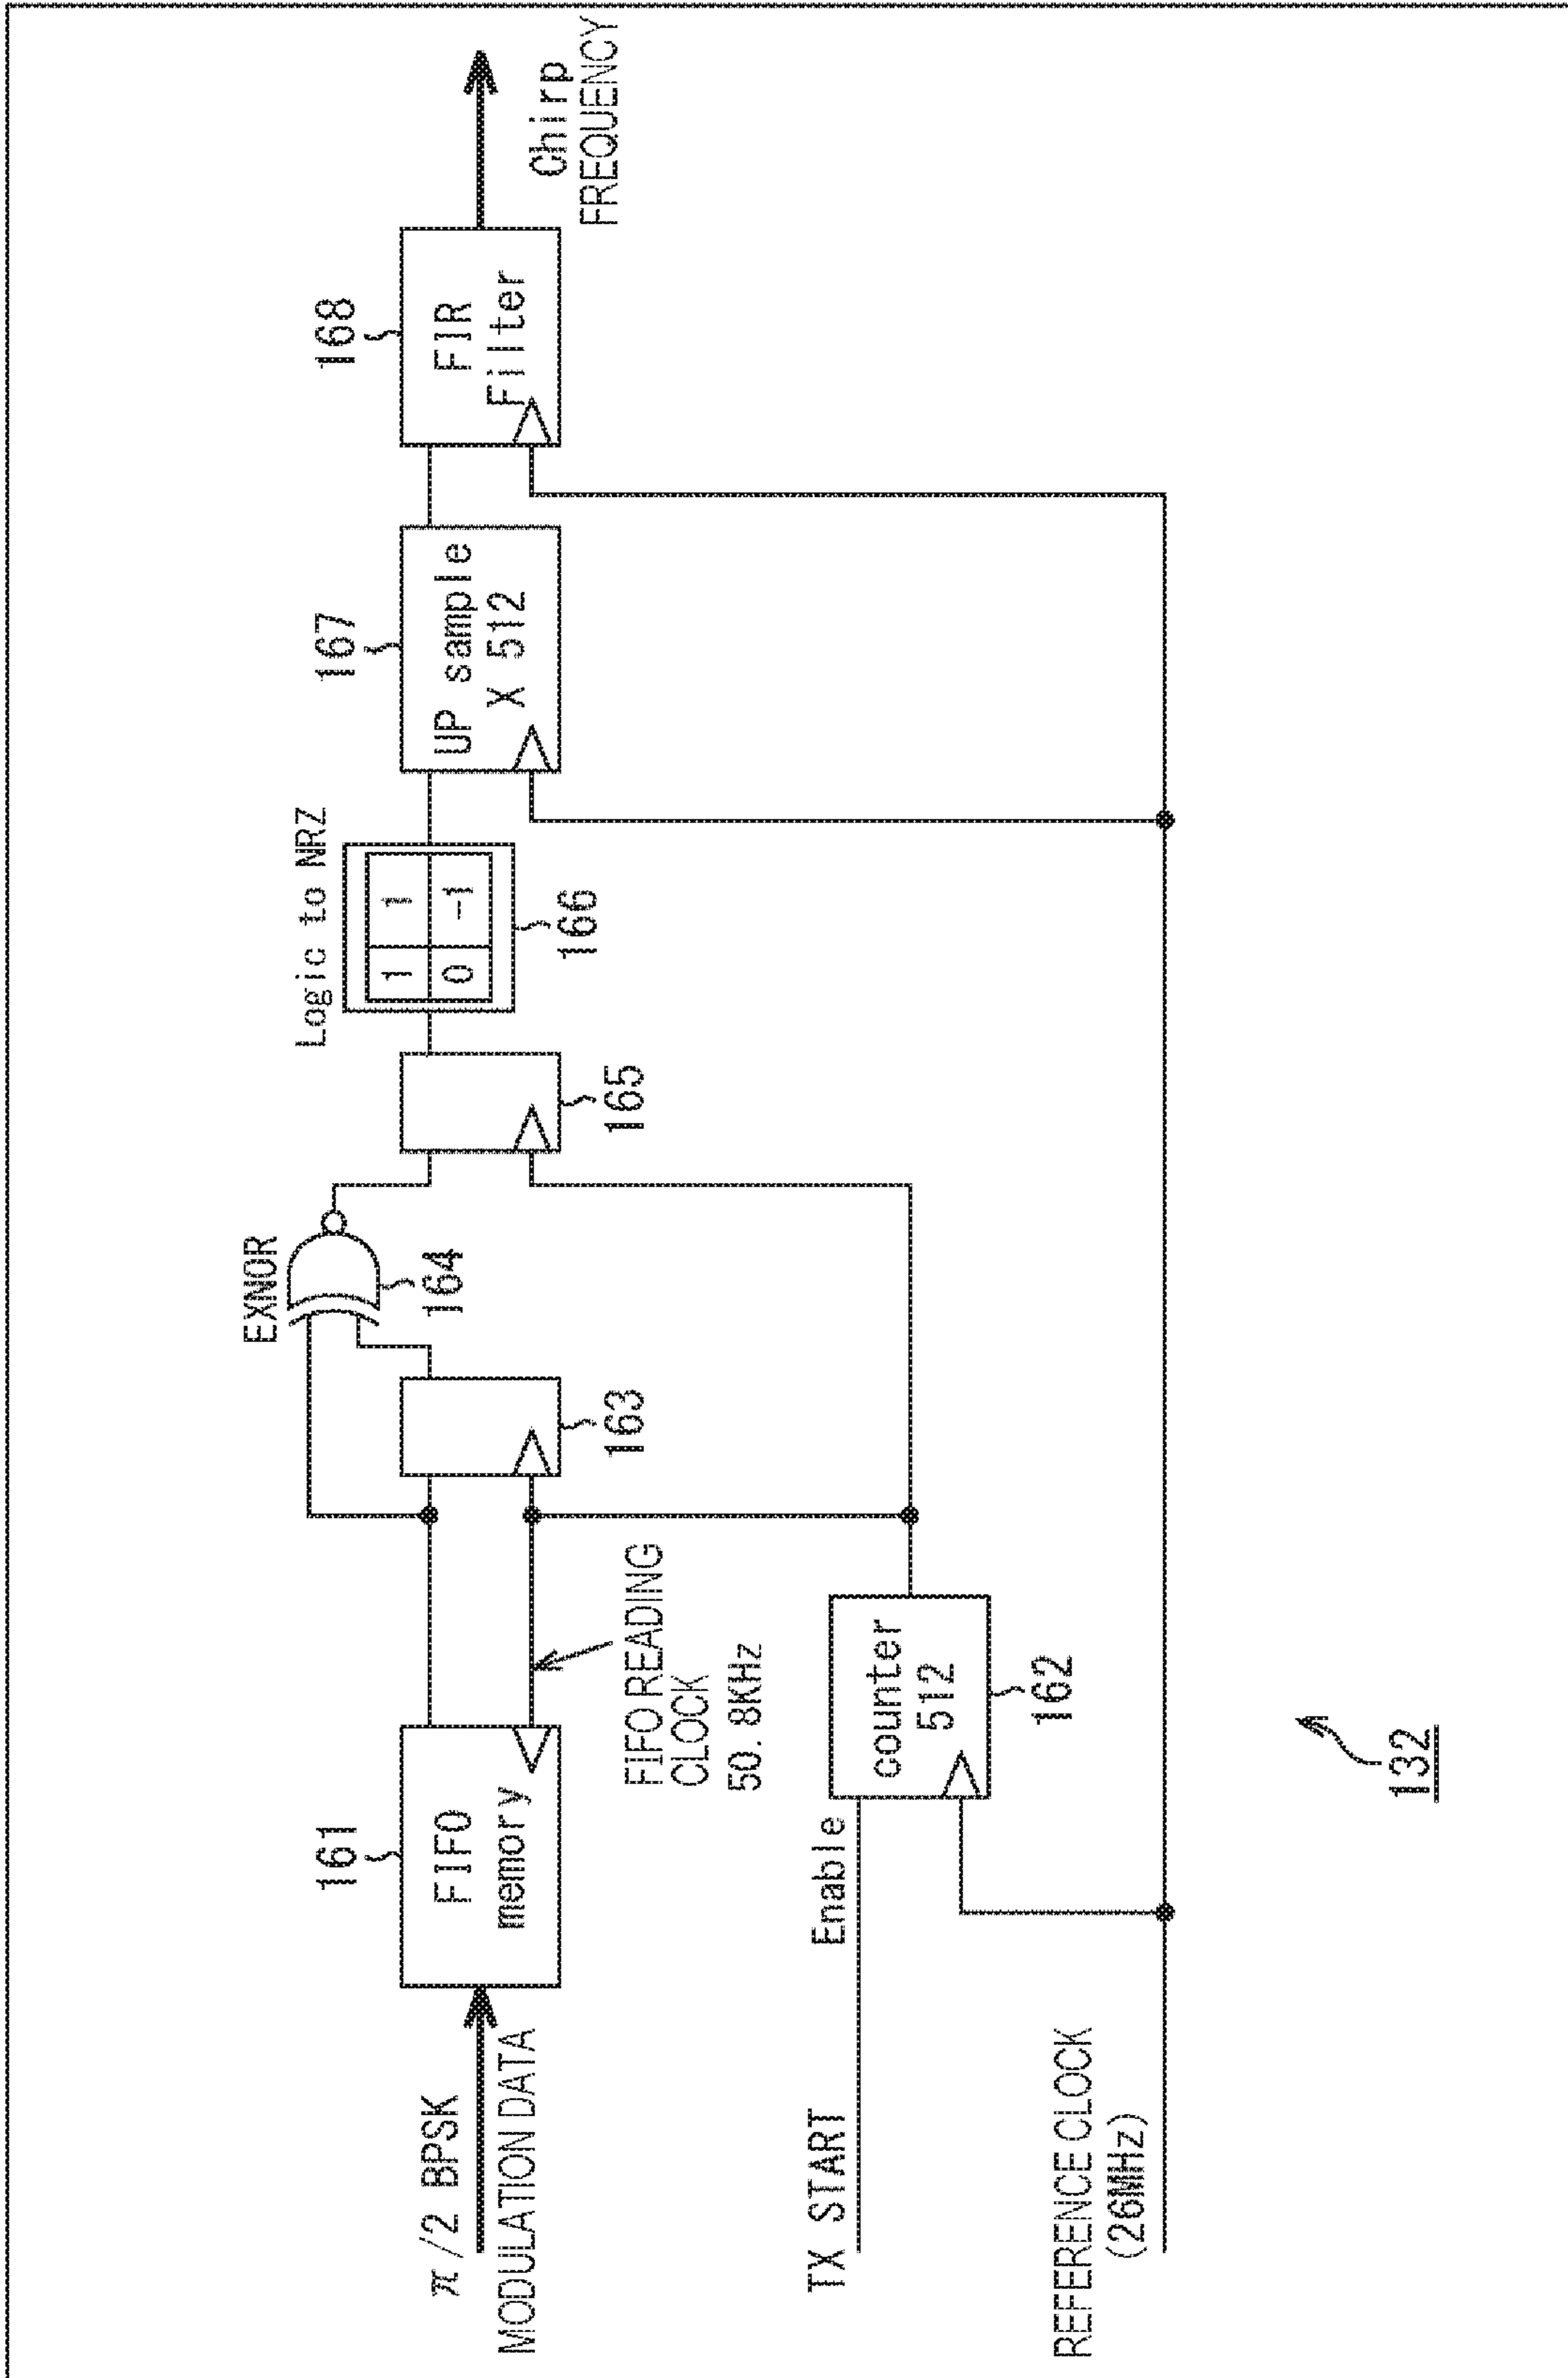 π/2 BPSK
MODULATION DATA
161
FIFO
memory
FIFO READING
CLOCK
50. 8KHz
TX START
Enable
counter
512
162
REFERENCE CLOCK
(26MHz)
163
EXNOR
164
165
Logic to NRZ
1 1
0 -1
166
167
UP sample
X 512
168
FIR
Filter
Chirp
FREQUENCY
132